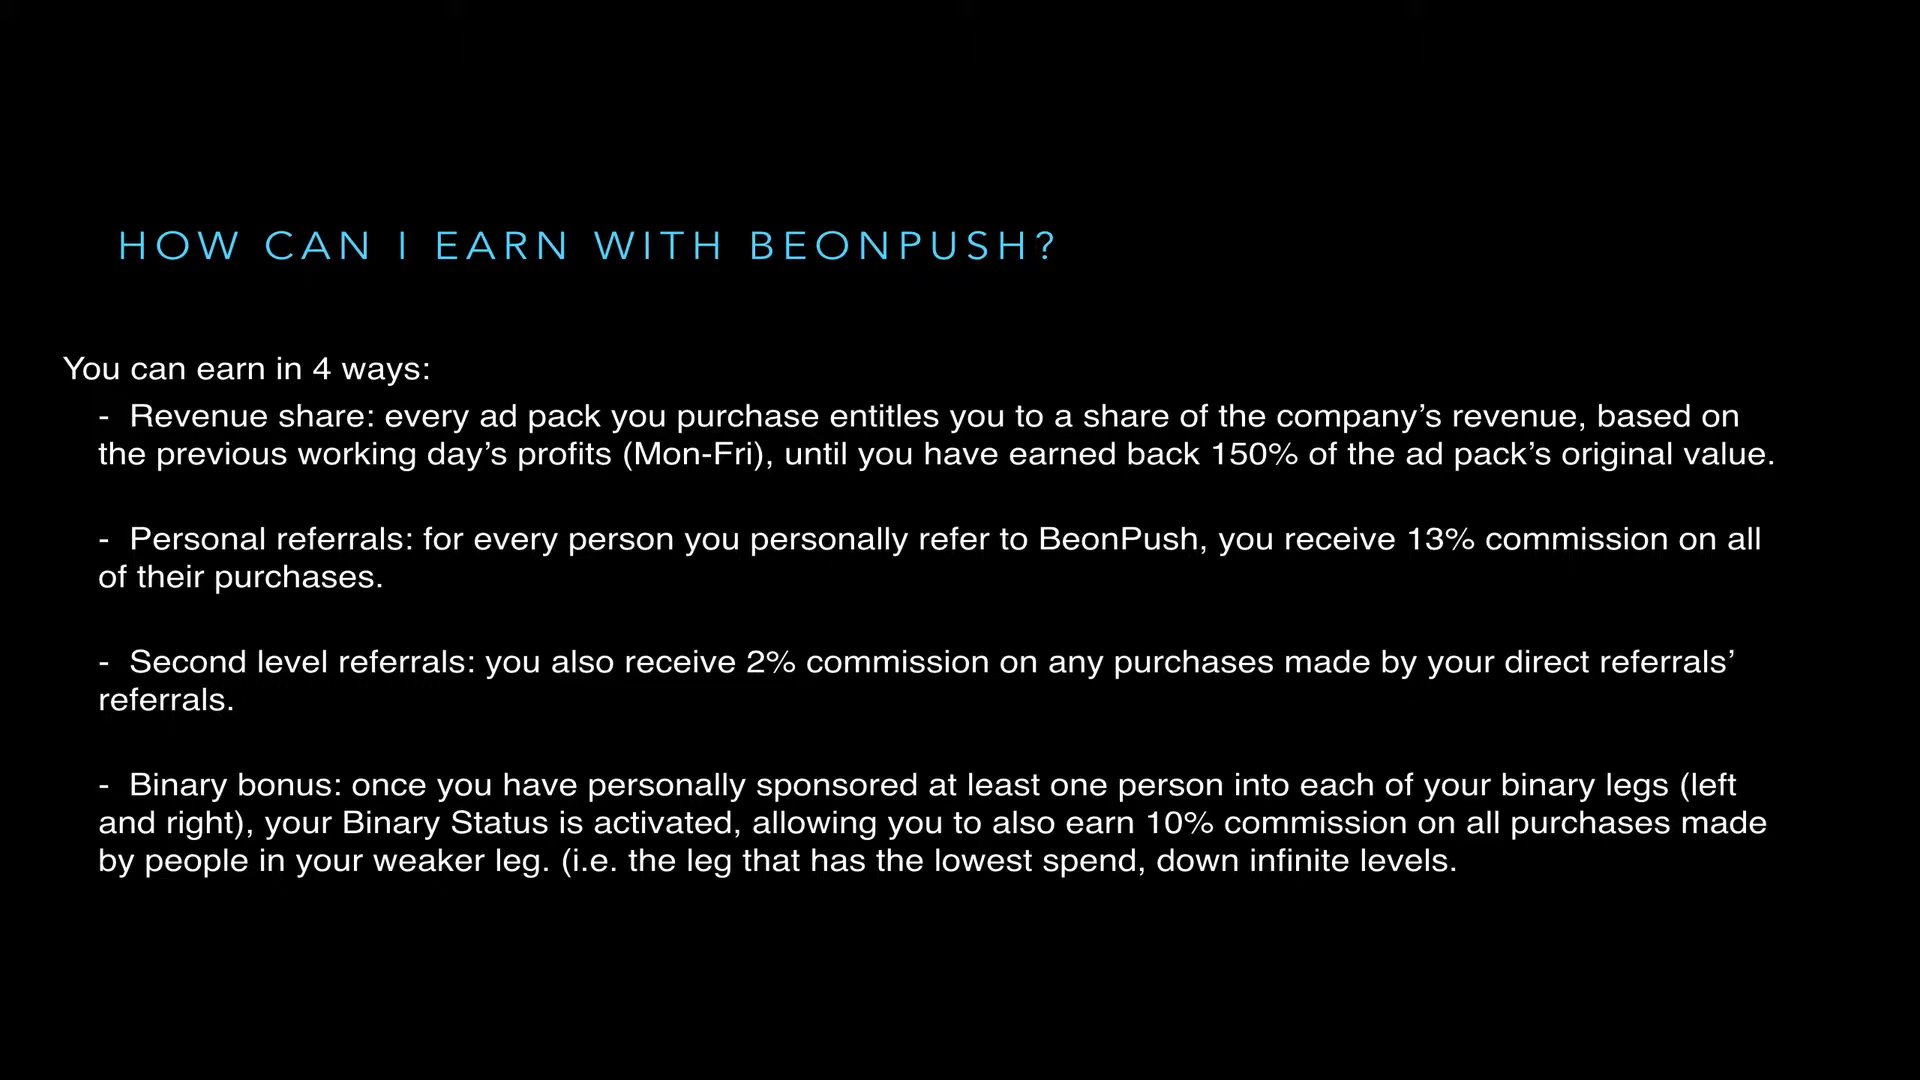 HOW CAN I EARN WITH BEONPUSH?
You can earn in 4 ways:
- Revenue share: every ad pack you purchase entitles you to a share of the company’s revenue, based on
the previous working day’s profits (Mon-Fri), until you have earned back 150% of the ad pack’s original value.
- Personal referrals: for every person you personally refer to BeonPush, you receive 13% commission on all
of their purchases.
- Second level referrals: you also receive 2% commission on any purchases made by your direct referrals’
referrals.
- Binary bonus: once you have personally sponsored at least one person into each of your binary legs (left
and right), your Binary Status is activated, allowing you to also earn 10% commission on all purchases made
by people in your weaker leg. (i.e. the leg that has the lowest spend, down infinite levels.